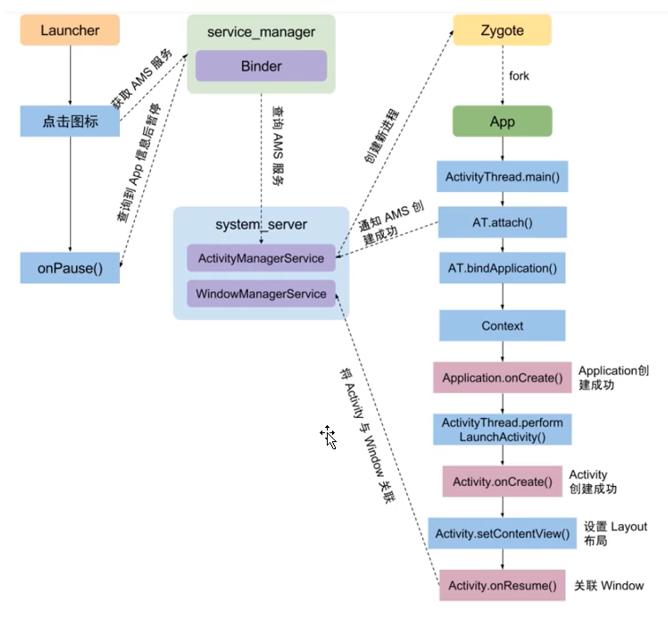 Launcher
点击图标
onPause()
获取 AMS 服务
查询到 App 信息后暂停
service_manager
Binder
查询 AMS 服务
system_server
ActivityManagerService
WindowManagerService
创建新进程
通知 AMS 创
建成功
将 Activity 与 Window 关联
Zygote
fork
App
ActivityThread.main()
AT.attach()
AT.bindApplication()
Context
Application.onCreate()
Application创
建成功
ActivityThread.perform
LaunchActivity()
Activity.onCreate()
Activity
创建成功
Activity.setContentView()
设置 Layout
布局
Activity.onResume()
关联 Window